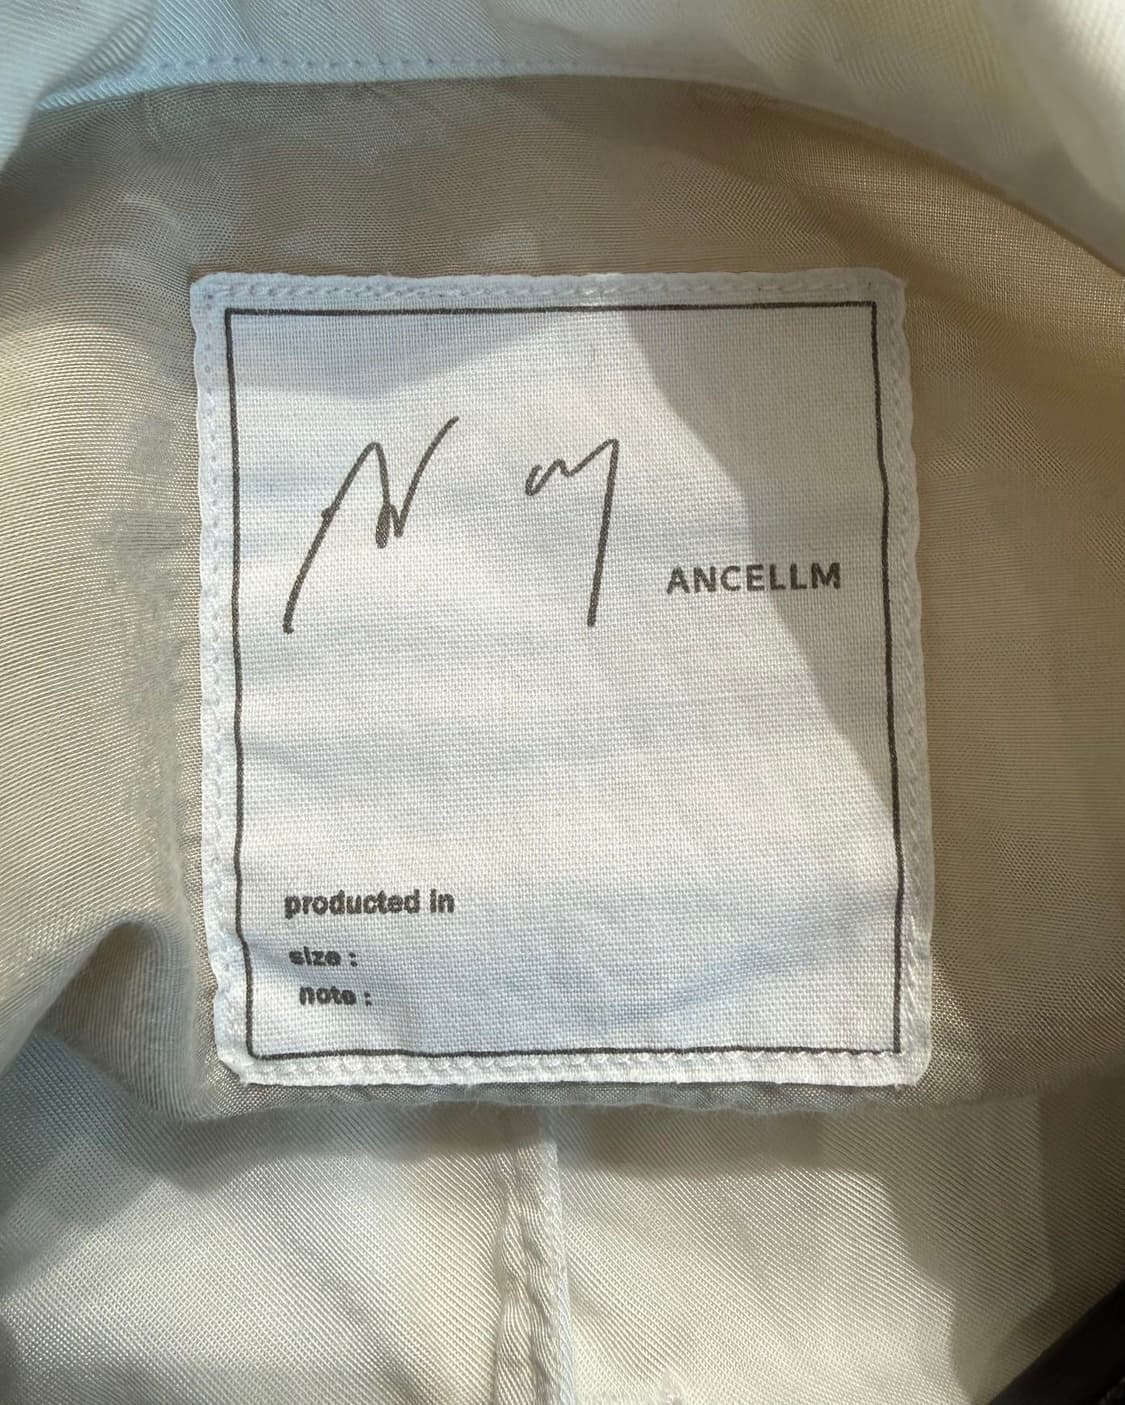 ANCELLM
producted in
size :
note :